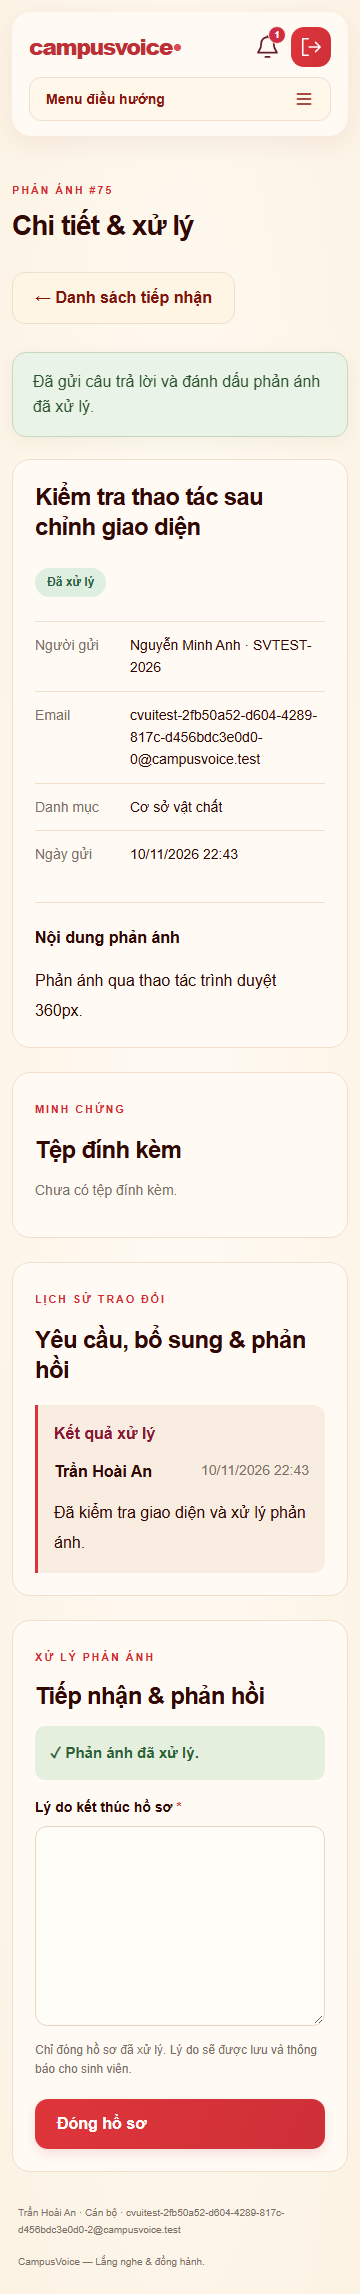 campusvoice
1
Menu điều hướng
PHẢN ÁNH #75
Chi tiết & xử lý
← Danh sách tiếp nhận
Đã gửi câu trả lời và đánh dấu phản ánh
đã xử lý.
Kiểm tra thao tác sau
chỉnh giao diện
Đã xử lý
Người gửi
Nguyễn Minh Anh · SVTEST-
2026
Email
cvuitest-2fb50a52-d604-4289-
817c-d456bdc3e0d0-
0@campusvoice.test
Danh mục
Cơ sở vật chất
Ngày gửi
10/11/2026 22:43
Nội dung phản ánh
Phản ánh qua thao tác trình duyệt
360px.
MINH CHỨNG
Tệp đính kèm
Chưa có tệp đính kèm.
LỊCH SỬ TRAO ĐỔI
Yêu cầu, bổ sung & phản
hồi
Kết quả xử lý
Trần Hoài An 10/11/2026 22:43
Đã kiểm tra giao diện và xử lý phản
ánh.
XỬ LÝ PHẢN ÁNH
Tiếp nhận & phản hồi
✓ Phản ánh đã xử lý.
Lý do kết thúc hồ sơ *
Chỉ đóng hồ sơ đã xử lý. Lý do sẽ được lưu và thông
báo cho sinh viên.
Đóng hồ sơ
Trần Hoài An · Cán bộ · cvuitest-2fb50a52-d604-4289-817c-
d456bdc3e0d0-2@campusvoice.test
CampusVoice — Lắng nghe & đồng hành.